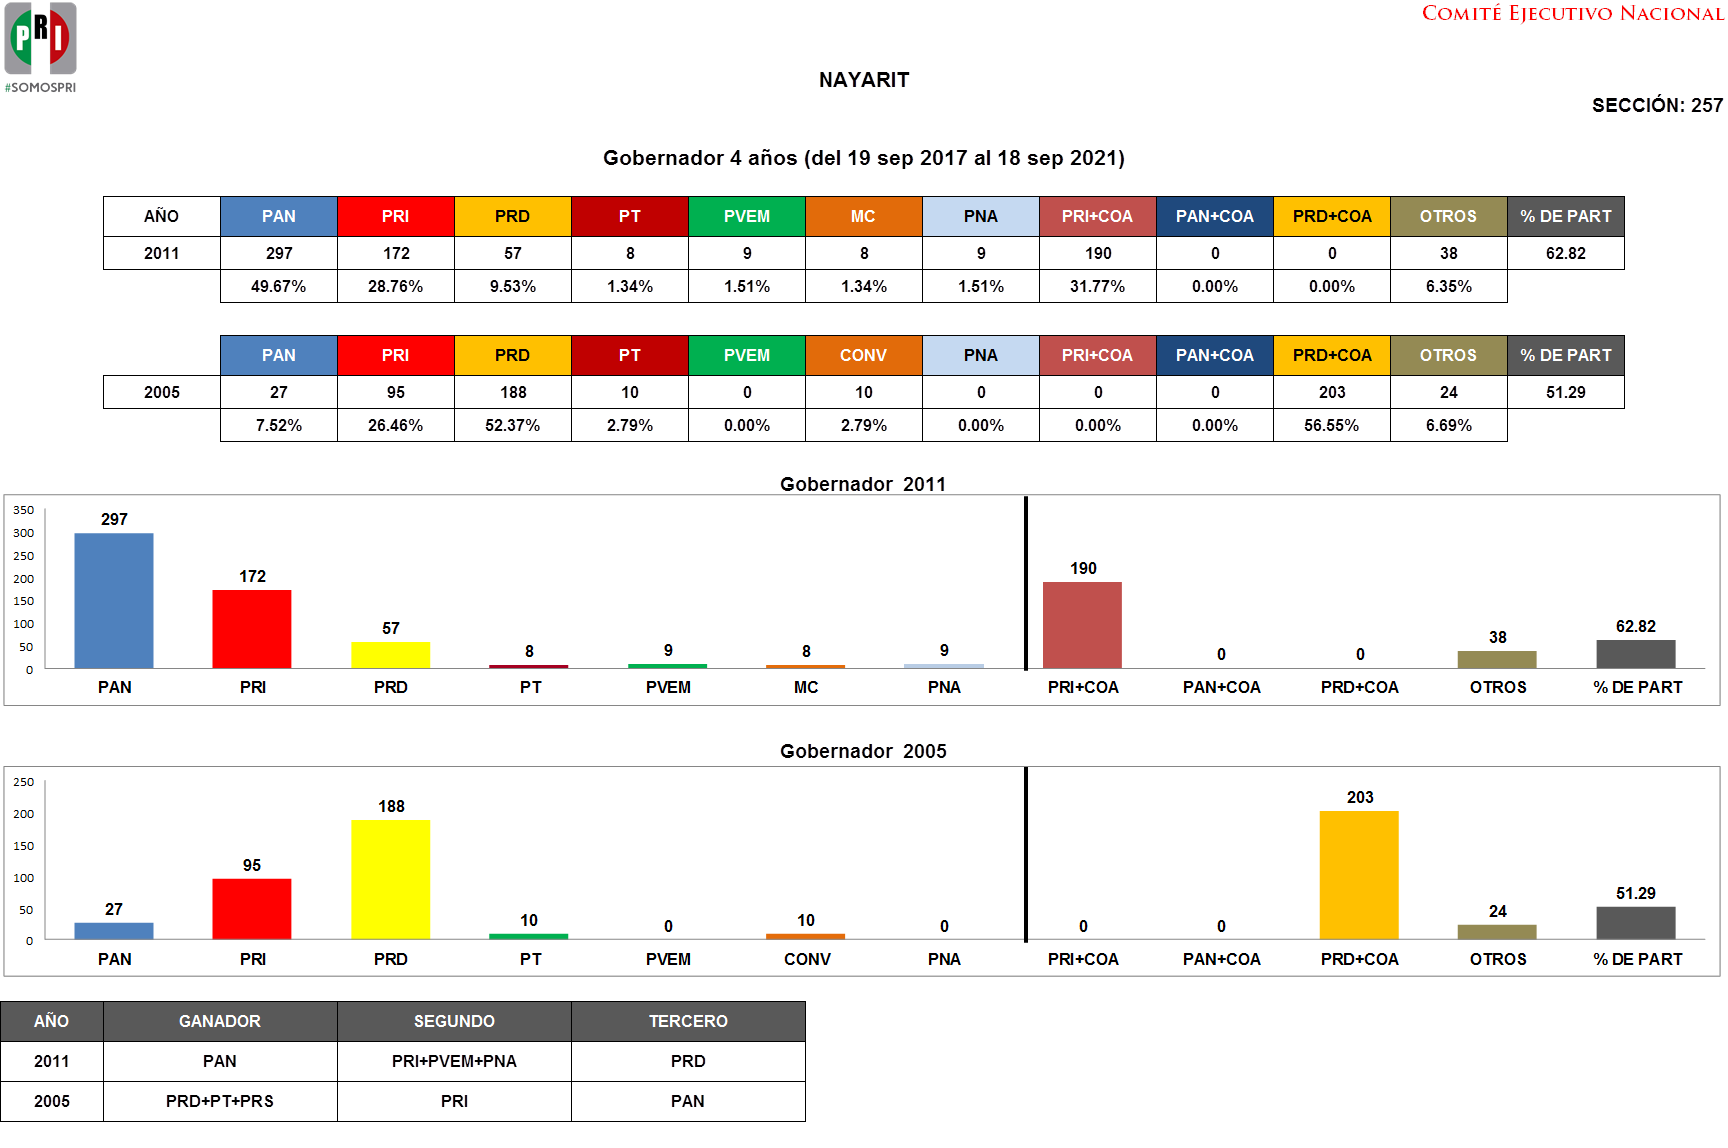 PRI
#SOMOSPRI
COMITÉ EJECUTIVO NACIONAL
NAYARIT
SECCIÓN: 257
Gobernador 4 años (del 19 sep 2017 al 18 sep 2021)
AÑO PAN PRI PRD PT PVEM MC PNA PRI+COA PAN+COA PRD+COA OTROS % DE PART
2011 297 172 57 8 9 8 9 190 0 0 38 62.82
49.67% 28.76% 9.53% 1.34% 1.51% 1.34% 1.51% 31.77% 0.00% 0.00% 6.35%
PAN PRI PRD PT PVEM CONV PNA PRI+COA PAN+COA PRD+COA OTROS % DE PART
2005 27 95 188 10 0 10 0 0 0 203 24 51.29
7.52% 26.46% 52.37% 2.79% 0.00% 2.79% 0.00% 0.00% 0.00% 56.55% 6.69%
Gobernador 2011
350
300
250
200
150
100
50
0
297 172 57 8 9 8 9 190 0 0 38 62.82
PAN PRI PRD PT PVEM MC PNA PRI+COA PAN+COA PRD+COA OTROS % DE PART
Gobernador 2005
250
200
150
100
50
0
27 95 188 10 0 10 0 0 0 203 24 51.29
PAN PRI PRD PT PVEM CONV PNA PRI+COA PAN+COA PRD+COA OTROS % DE PART
AÑO GANADOR SEGUNDO TERCERO
2011 PAN PRI+PVEM+PNA PRD
2005 PRD+PT+PRS PRI PAN